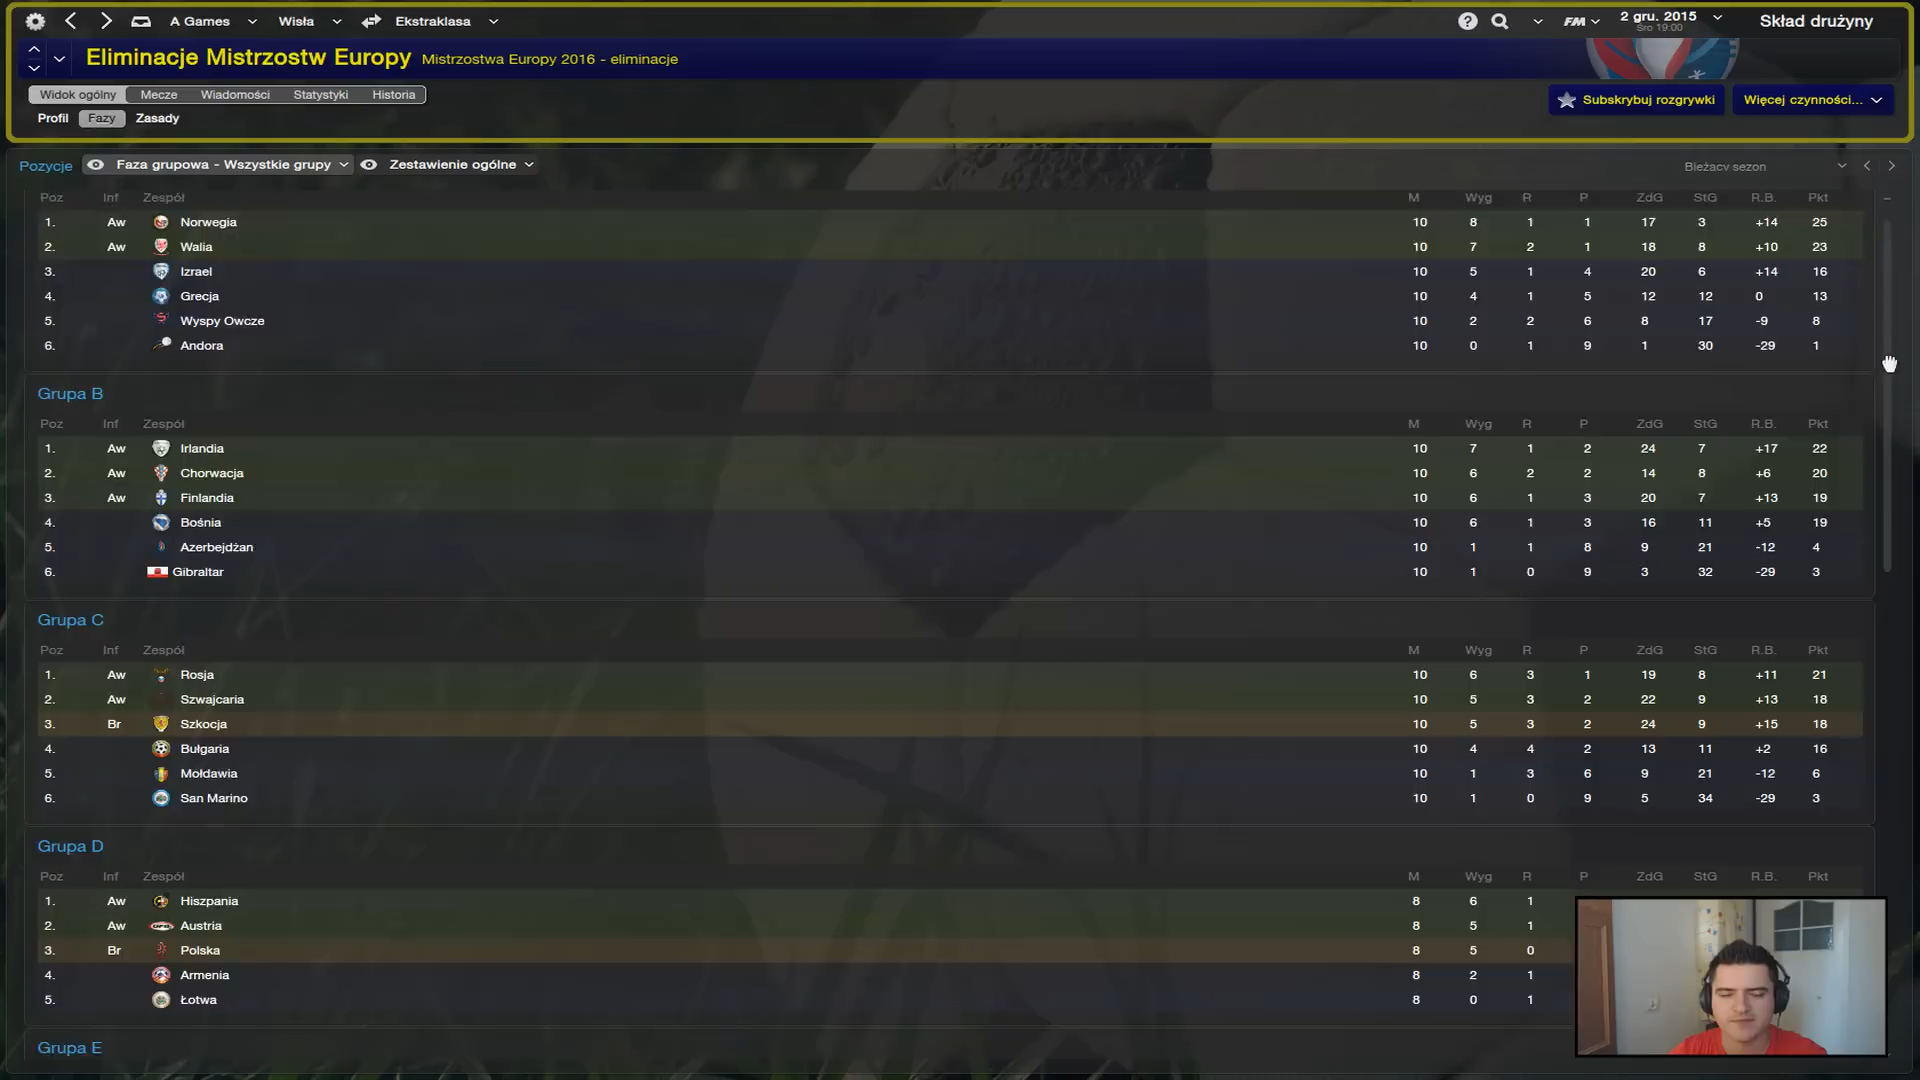 A Games Wisła Ekstraklasa ? FM 2 gru. 2015 Skład drużyny
Śro 19:00
Eliminacje Mistrzostw Europy Mistrzostwa Europy 2016 - eliminacje
Widok ogólny Mecze Wiadomości Statystyki Historia
Subskrybuj rozgrywki Więcej czynności...
Profil Fazy Zasady
Pozycje Faza grupowa - Wszystkie grupy Zestawienie ogólne Bieżący sezon
Poz Inf Zespół M Wyg R P ZdG StG R.B. Pkt
1. Aw Norwegia 10 8 1 1 17 3 +14 25
2. Aw Walia 10 7 2 1 18 8 +10 23
3. Izrael 10 5 1 4 20 6 +14 16
4. Grecja 10 4 1 5 12 12 0 13
5. Wyspy Owcze 10 2 2 6 8 17 -9 8
6. Andora 10 0 1 9 1 30 -29 1
Grupa B
Poz Inf Zespół M Wyg R P ZdG StG R.B. Pkt
1. Aw Irlandia 10 7 1 2 24 7 +17 22
2. Aw Chorwacja 10 6 2 2 14 8 +6 20
3. Aw Finlandia 10 6 1 3 20 7 +13 19
4. Bośnia 10 6 1 3 16 11 +5 19
5. Azerbejdżan 10 1 1 8 9 21 -12 4
6. Gibraltar 10 1 0 9 3 32 -29 3
Grupa C
Poz Inf Zespół M Wyg R P ZdG StG R.B. Pkt
1. Aw Rosja 10 6 3 1 19 8 +11 21
2. Aw Szwajcaria 10 5 3 2 22 9 +13 18
3. Br Szkocja 10 5 3 2 24 9 +15 18
4. Bułgaria 10 4 4 2 13 11 +2 16
5. Mołdawia 10 1 3 6 9 21 -12 6
6. San Marino 10 1 0 9 5 34 -29 3
Grupa D
Poz Inf Zespół M Wyg R P ZdG StG R.B. Pkt
1. Aw Hiszpania 8 6 1
2. Aw Austria 8 5 1
3. Br Polska 8 5 0
4. Armenia 8 2 1
5. Łotwa 8 0 1
Grupa E